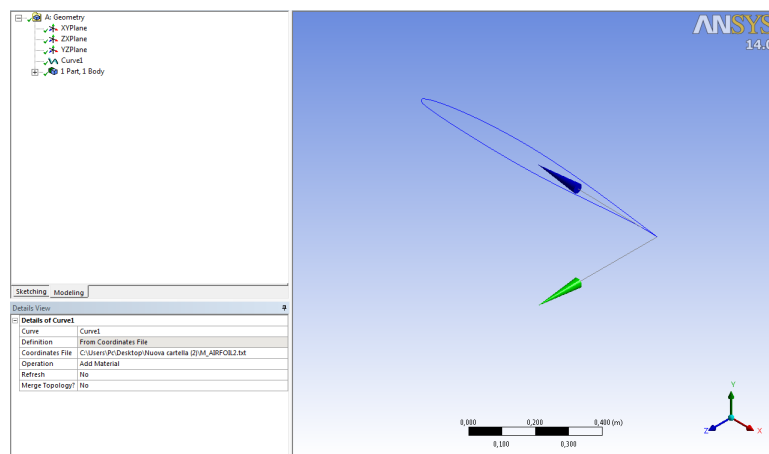 A: Geometry
XYPlane
ZXPlane
YZPlane
Curve1
1 Part, 1 Body
Sketching Modeling
Details View
Details of Curve1
Curve Curve1
Definition From Coordinates File
Coordinates File C:\Users\Pc\Desktop\Nuova cartella (2)\M_AIRFOIL2.txt
Operation Add Material
Refresh No
Merge Topology? No
ANSYS
14.0
0,000 0,200 0,400 (m)
0,100 0,300
Y
Z X